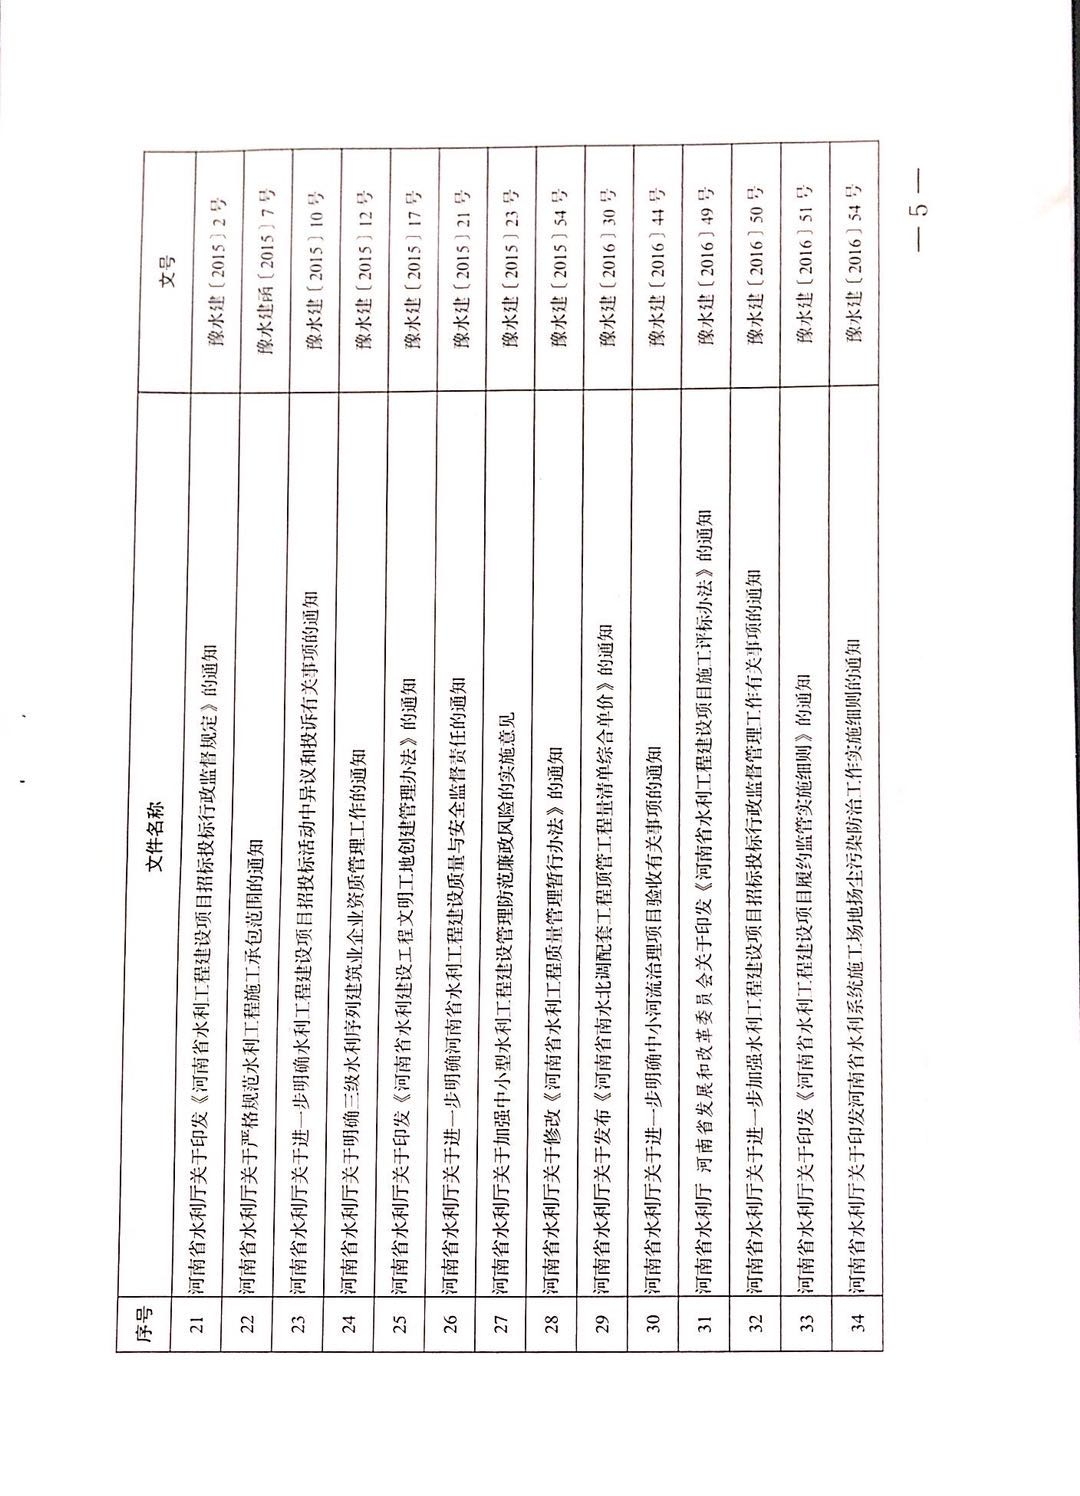 序号 文件名称 文号
21 河南省水利厅关于印发《河南省水利工程建设项目招标投标行政监督规定》的通知 豫水建〔2015〕2号
22 河南省水利厅关于严格规范水利工程施工承包范围的通知 豫水建函〔2015〕7号
23 河南省水利厅关于进一步明确水利工程建设项目招投标活动中异议和投诉有关事项的通知 豫水建〔2015〕10号
24 河南省水利厅关于明确三级水利序列建筑业企业资质管理工作的通知 豫水建〔2015〕12号
25 河南省水利厅关于印发《河南省水利建设工程文明工地创建管理办法》的通知 豫水建〔2015〕17号
26 河南省水利厅关于进一步明确河南省水利工程建设质量与安全监督责任的通知 豫水建〔2015〕21号
27 河南省水利厅关于加强中小型水利工程建设管理防范廉政风险的实施意见 豫水建〔2015〕23号
28 河南省水利厅关于修改《河南省水利工程质量管理暂行办法》的通知 豫水建〔2015〕54号
29 河南省水利厅关于发布《河南省南水北调配套工程顶管工程量清单综合单价》的通知 豫水建〔2016〕30号
30 河南省水利厅关于进一步明确中小河流治理项目验收有关事项的通知 豫水建〔2016〕44号
31 河南省水利厅 河南省发展和改革委员会关于印发《河南省水利工程建设项目施工评标办法》的通知 豫水建〔2016〕49号
32 河南省水利厅关于进一步加强水利工程建设项目招标投标行政监督管理工作有关事项的通知 豫水建〔2016〕50号
33 河南省水利厅关于印发《河南省水利工程建设项目履约监管实施细则》的通知 豫水建〔2016〕51号
34 河南省水利厅关于印发河南省水利系统施工场地扬尘污染防治工作实施细则的通知 豫水建〔2016〕54号
— 5 —